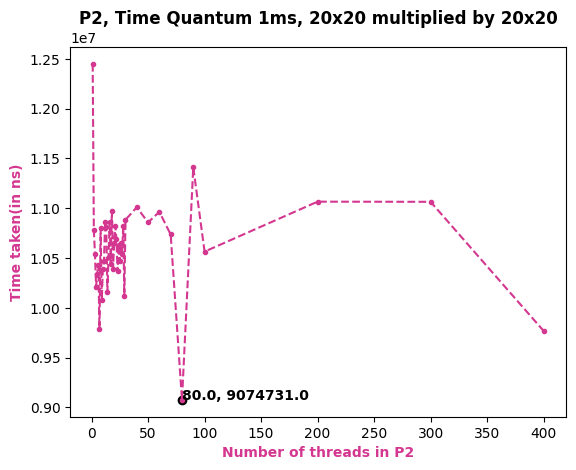 P2, Time Quantum 1ms, 20x20 multiplied by 20x20
1e7
1.25
1.20
1.15
1.10
1.05
1.00
0.95
0.90
Time taken(in ns)
80.0, 9074731.0
0 50 100 150 200 250 300 350 400
Number of threads in P2